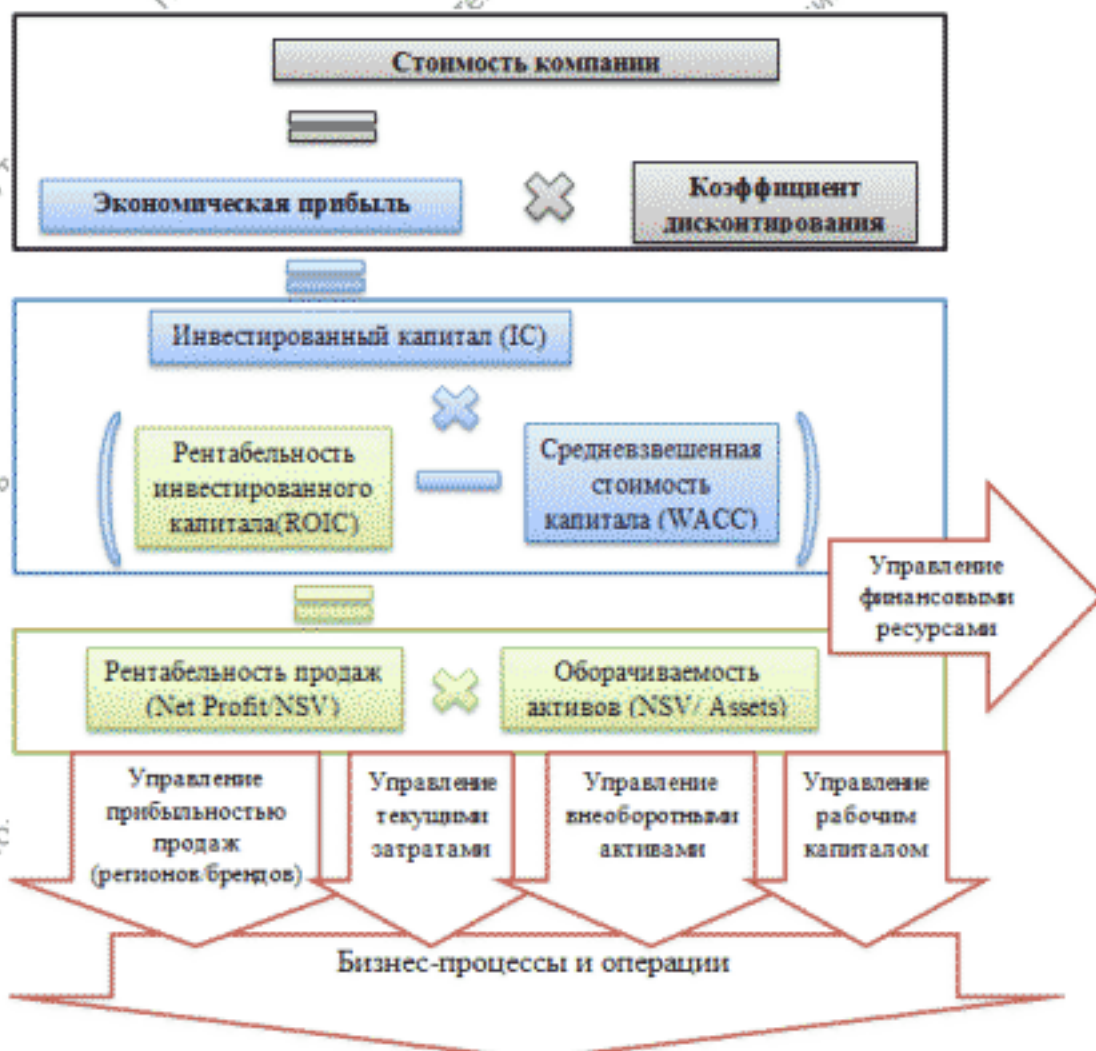 Стоимость компании
Экономическая прибыль
Коэффициент
дисконтирования
Инвестированный капитал (IC)
Рентабельность
инвестированного
капитала(ROIC)
Средневзвешенная
стоимость
капитала (WACC)
Управление
финансовыми
ресурсами
Рентабельность продаж
(Net Profit/NSV)
Оборачиваемость
активов (NSV/ Assets)
Управление
прибыльностью
продаж
(регионов/брендов)
Управление
текущими
затратами
Управление
внеоборотными
активами
Управление
рабочим
капиталом
Бизнес-процессы и операции